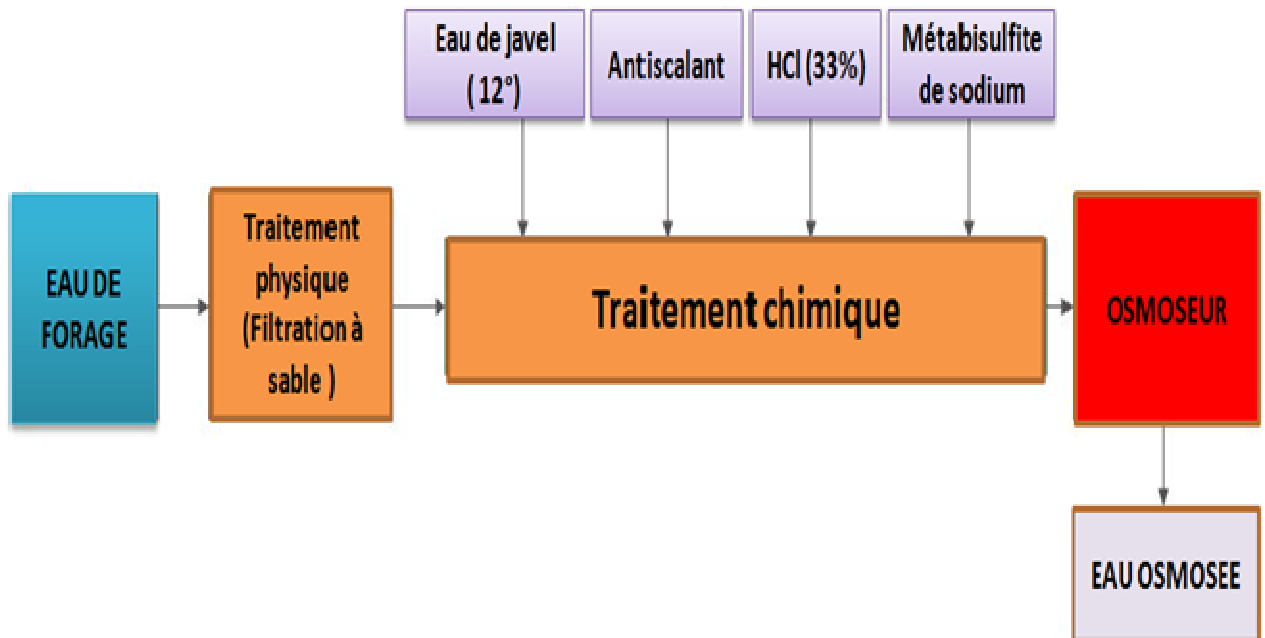 Eau de javel
( 12°)
Antiscalant
HCl (33%)
Métabisulfite
de sodium
EAU DE
FORAGE
Traitement
physique
(Filtration à
sable )
Traitement chimique
OSMOSEUR
EAU OSMOSEE